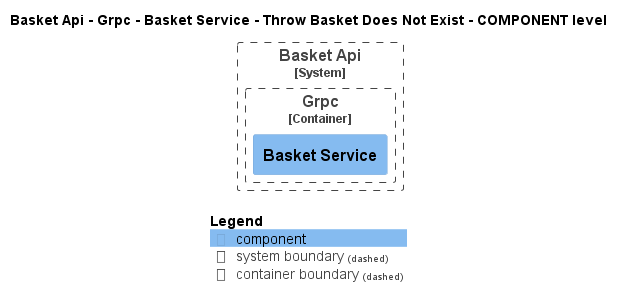 Basket Api - Grpc - Basket Service - Throw Basket Does Not Exist - COMPONENT level
Basket Api
[System]
Grpc
[Container]
Basket Service
Legend
component
system boundary (dashed)
container boundary (dashed)